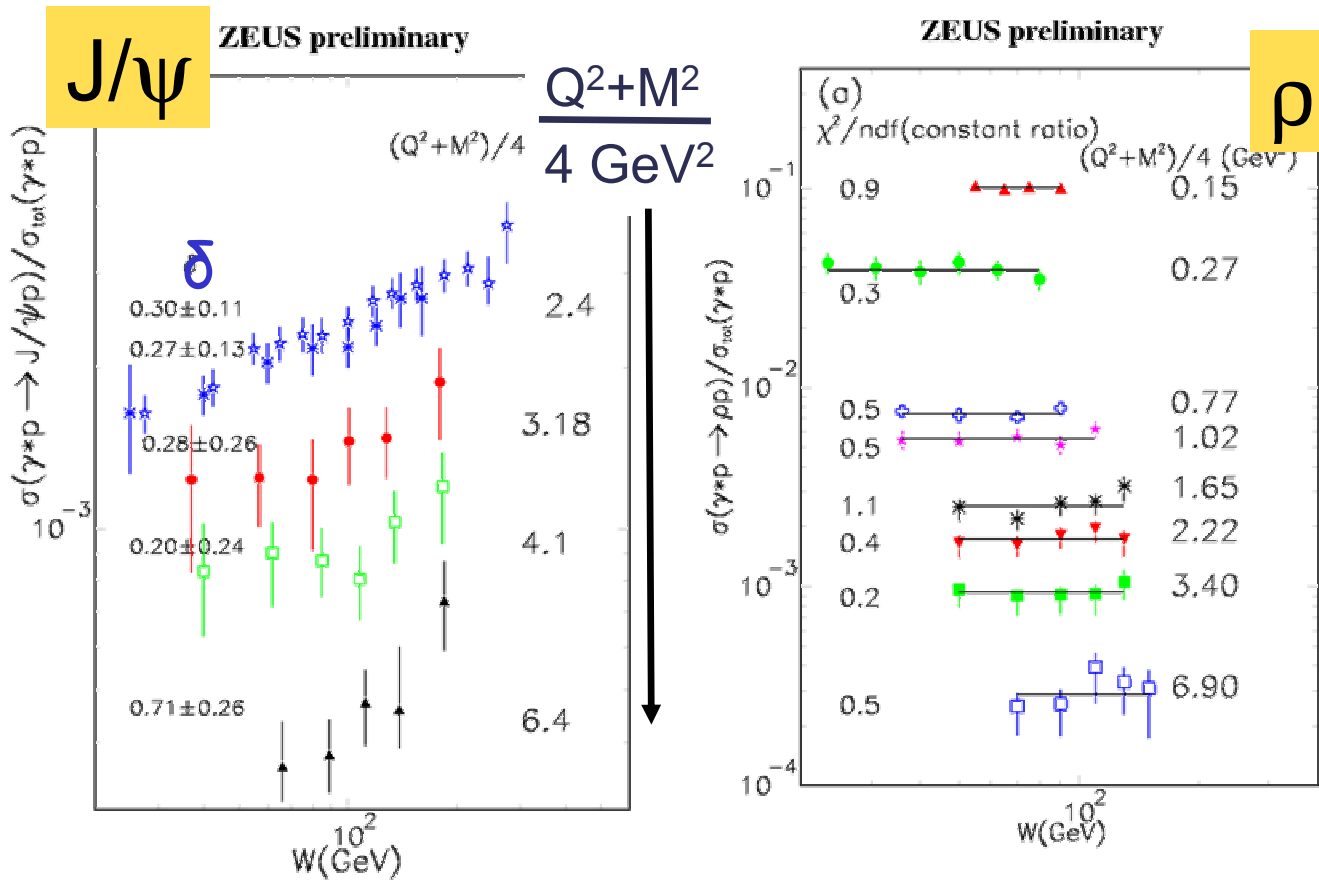 J/ψ
ZEUS preliminary
Q²+M²
4 GeV²
(Q²+M²)/4
σ(γ*p → J/ψp)/σtot(γ*p)
δ
0.30±0.11
0.27±0.13
2.4
0.28±0.26
3.18
10⁻³
0.20±0.24
4.1
0.71±0.26
6.4
10²
W(GeV)
ZEUS preliminary
ρ
(a)
χ²/ndf(constant ratio)
(Q²+M²)/4 (GeV²)
σ(γ*p → ρp)/σtot(γ*p)
10⁻¹
0.9
0.15
0.3
0.27
10⁻²
0.5
0.77
0.5
1.02
1.1
1.65
0.4
2.22
10⁻³
0.2
3.40
0.5
6.90
10⁻⁴
10²
W(GeV)